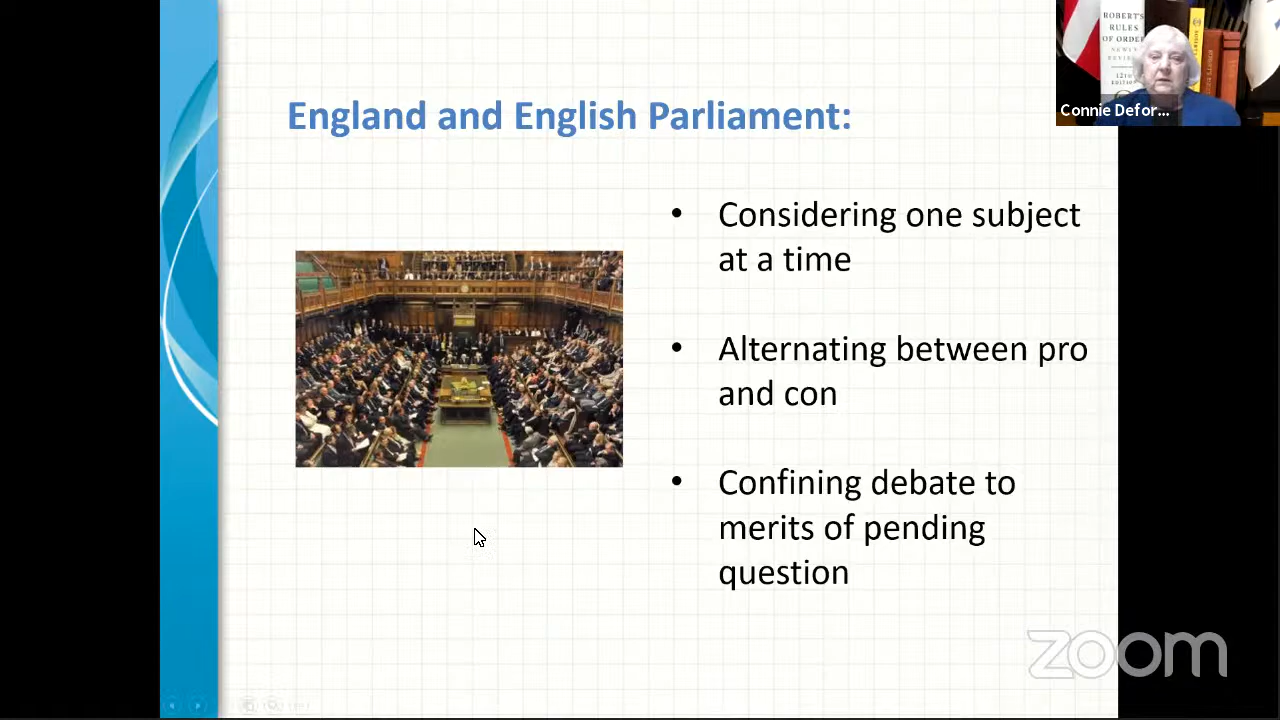 England and English Parliament:
Considering one subject
at a time
Alternating between pro
and con
Confining debate to
merits of pending
question
ROBERT'S
RULES
OF ORDER
NEWLY
Connie Defor...
zoom